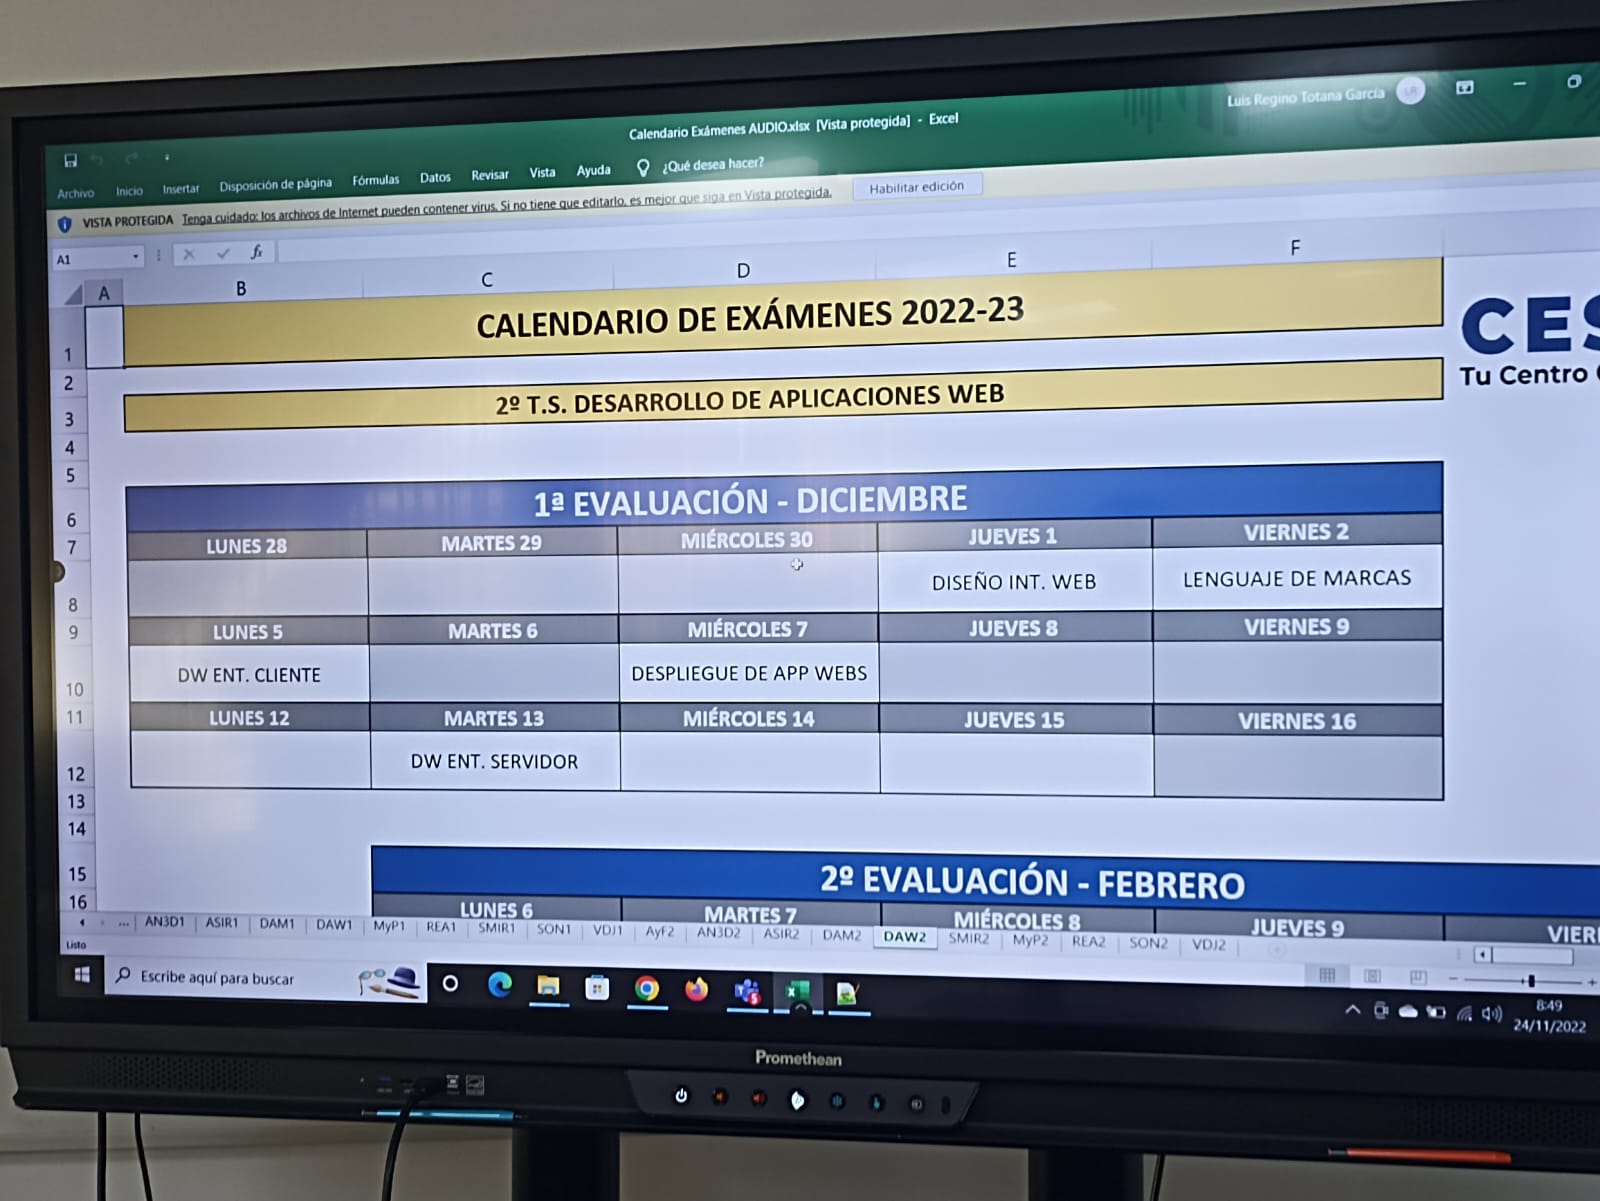 Calendario Exámenes AUDIO.xlsx [Vista protegida] - Excel
Luis Regino Totana García
LR
Archivo Inicio Insertar Disposición de página Fórmulas Datos Revisar Vista Ayuda ¿Qué desea hacer?
VISTA PROTEGIDA Tenga cuidado: los archivos de Internet pueden contener virus. Si no tiene que editarlo, es mejor que siga en Vista protegida. Habilitar edición
A1 fx
A B C D E F
1 CALENDARIO DE EXÁMENES 2022-23
CES
Tu Centro
2
3 2º T.S. DESARROLLO DE APLICACIONES WEB
4
5
6 1ª EVALUACIÓN - DICIEMBRE
7 LUNES 28 MARTES 29 MIÉRCOLES 30 JUEVES 1 VIERNES 2
8 DISEÑO INT. WEB LENGUAJE DE MARCAS
9 LUNES 5 MARTES 6 MIÉRCOLES 7 JUEVES 8 VIERNES 9
10 DW ENT. CLIENTE DESPLIEGUE DE APP WEBS
11 LUNES 12 MARTES 13 MIÉRCOLES 14 JUEVES 15 VIERNES 16
12 DW ENT. SERVIDOR
13
14
15 2º EVALUACIÓN - FEBRERO
16 LUNES 6 MARTES 7 MIÉRCOLES 8 JUEVES 9 VIER
... AN3D1 ASIR1 DAM1 DAW1 MyP1 REA1 SMIR1 SON1 VDJ1 AyF2 AN3D2 ASIR2 DAM2 DAW2 SMIR2 MyP2 REA2 SON2 VDJ2
Listo
Escribe aquí para buscar
8:49
24/11/2022
Promethean